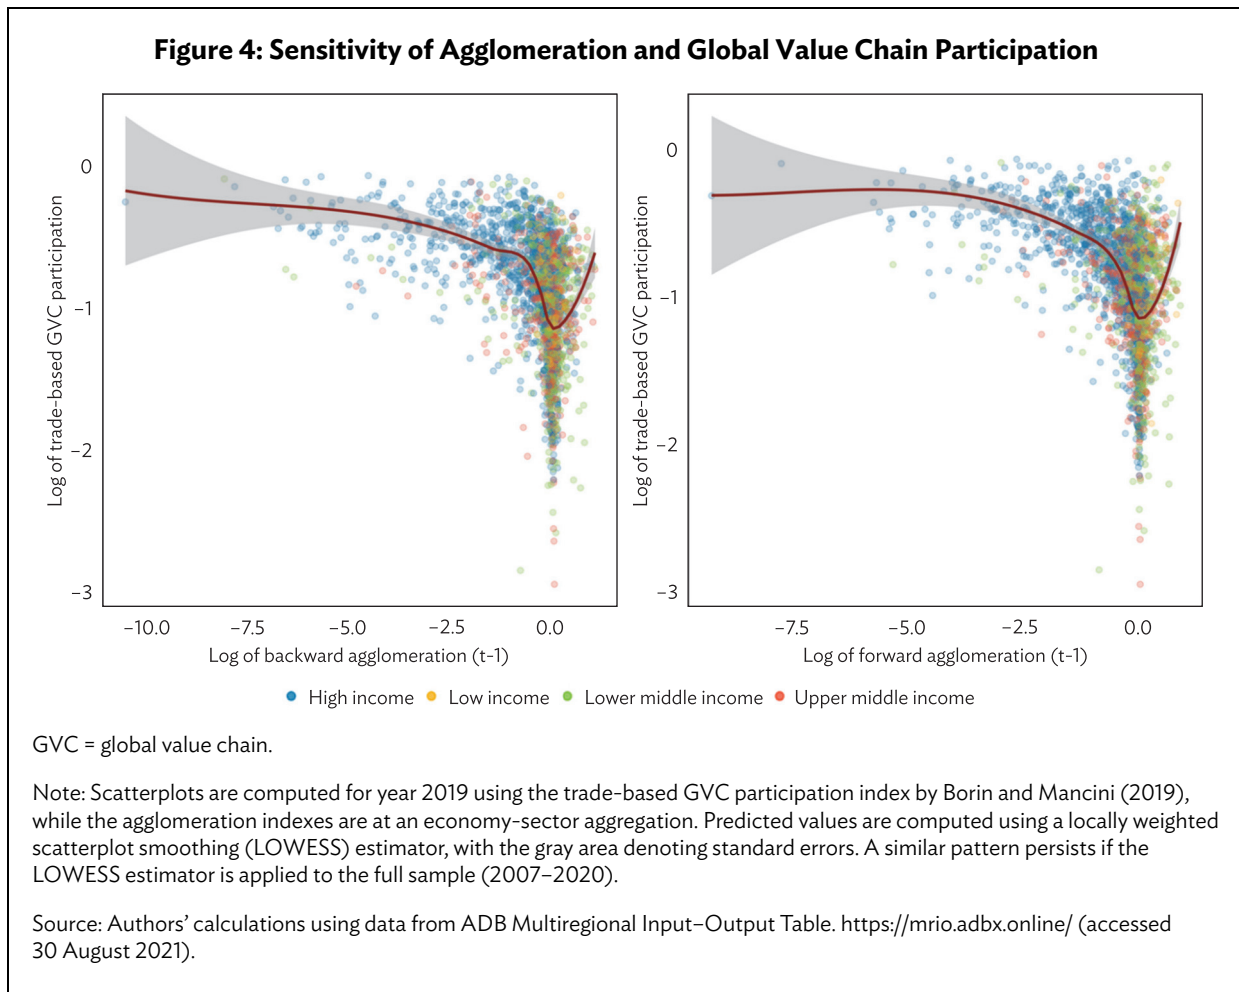 Figure 4: Sensitivity of Agglomeration and Global Value Chain Participation
Log of trade-based GVC participation
0
−1
−2
−3
−10.0
−7.5
−5.0
−2.5
0.0
Log of backward agglomeration (t-1)
Log of trade-based GVC participation
0
−1
−2
−3
−7.5
−5.0
−2.5
0.0
Log of forward agglomeration (t-1)
High income
Low income
Lower middle income
Upper middle income
GVC = global value chain.
Note: Scatterplots are computed for year 2019 using the trade-based GVC participation index by Borin and Mancini (2019),
while the agglomeration indexes are at an economy-sector aggregation. Predicted values are computed using a locally weighted
scatterplot smoothing (LOWESS) estimator, with the gray area denoting standard errors. A similar pattern persists if the
LOWESS estimator is applied to the full sample (2007–2020).
Source: Authors’ calculations using data from ADB Multiregional Input–Output Table. https://mrio.adbx.online/ (accessed
30 August 2021).